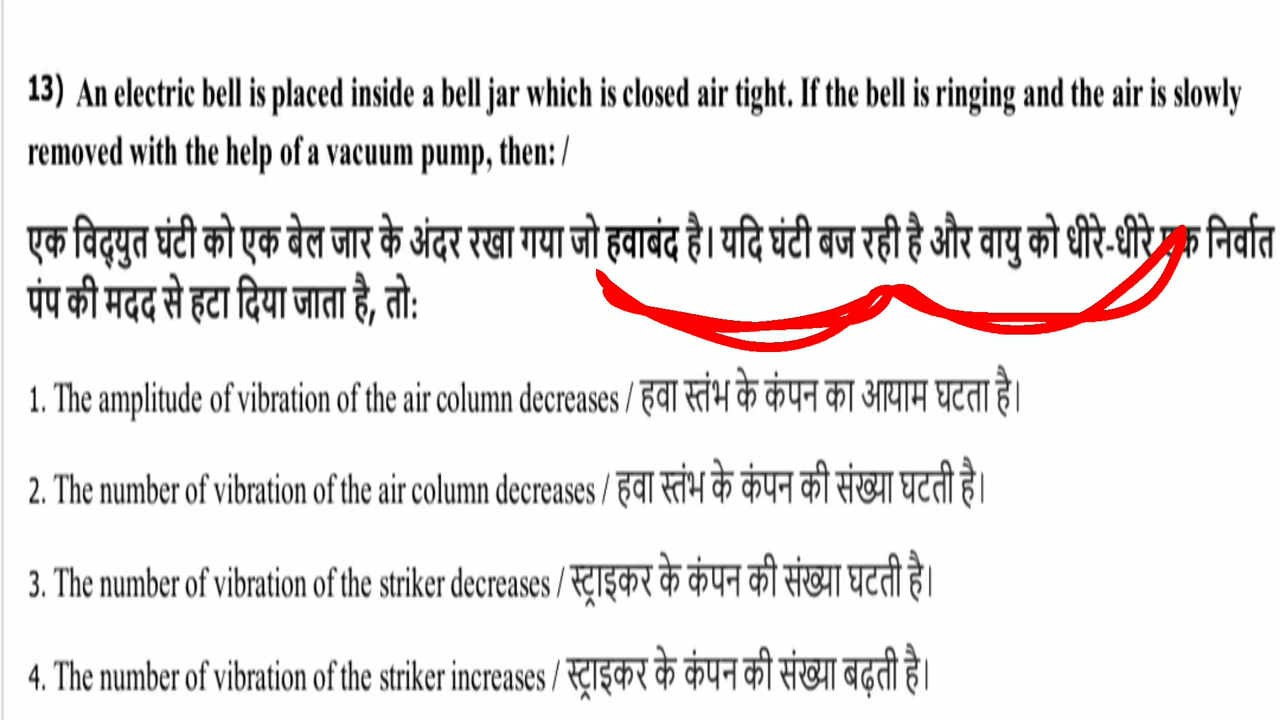 13) An electric bell is placed inside a bell jar which is closed air tight. If the bell is ringing and the air is slowly
removed with the help of a vacuum pump, then: /
एक विद्युत घंटी को एक बेल जार के अंदर रखा गया जो हवाबंद है। यदि घंटी बज रही है और वायु को धीरे-धीरे एक निर्वात
पंप की मदद से हटा दिया जाता है, तो:
1. The amplitude of vibration of the air column decreases / हवा स्तंभ के कंपन का आयाम घटता है।
2. The number of vibration of the air column decreases / हवा स्तंभ के कंपन की संख्या घटती है।
3. The number of vibration of the striker decreases / स्ट्राइकर के कंपन की संख्या घटती है।
4. The number of vibration of the striker increases / स्ट्राइकर के कंपन की संख्या बढ़ती है।